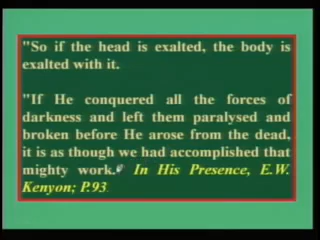 "So if the head is exalted, the body is
exalted with it.
"If He conquered all the forces of
darkness and left them paralysed and
broken before He arose from the dead,
it is as though we had accomplished that
mighty work." In His Presence, E.W.
Kenyon; P.93.